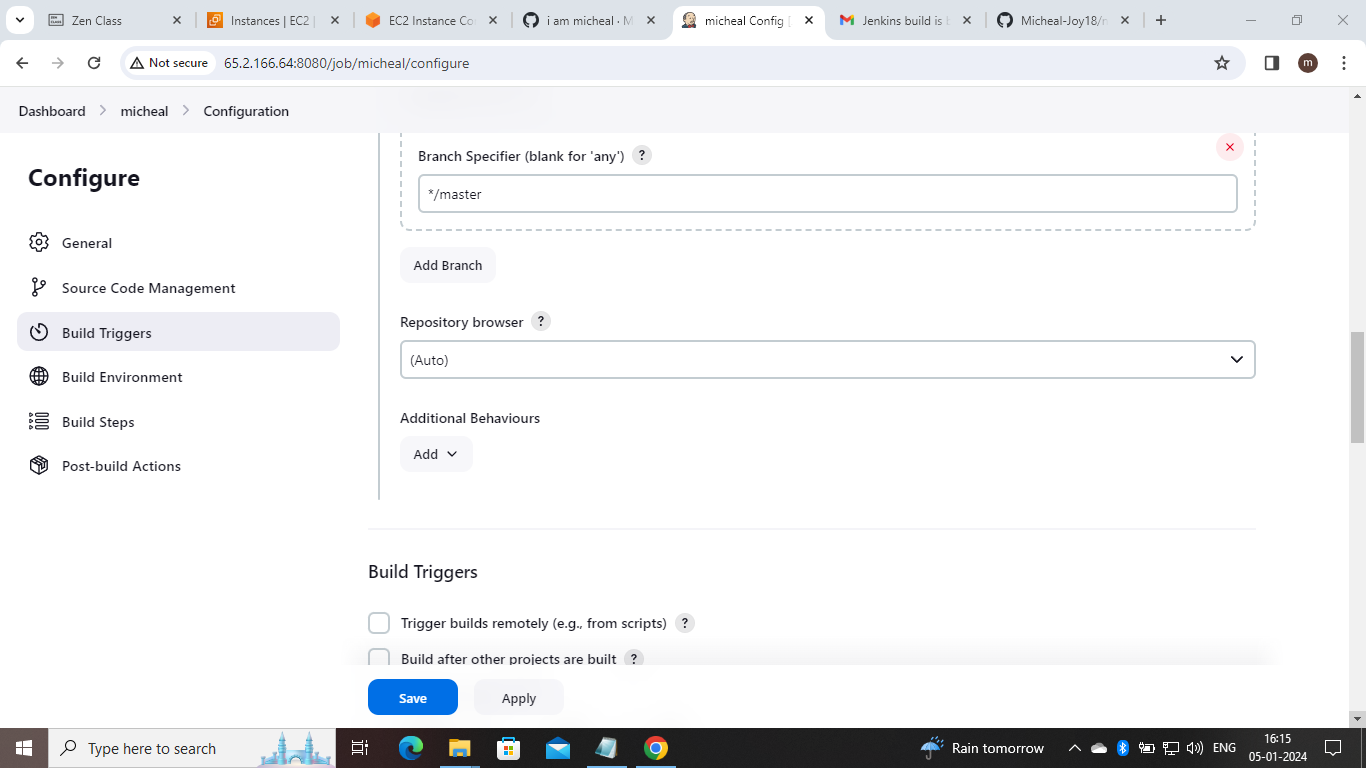 Zen Class
Instances | EC2 |
EC2 Instance Co
i am micheal · M
micheal Config [
Jenkins build is b
Micheal-Joy18/
Not secure
65.2.166.64:8080/job/micheal/configure
m
Dashboard
micheal
Configuration
Configure
General
Source Code Management
Build Triggers
Build Environment
Build Steps
Post-build Actions
Branch Specifier (blank for 'any') ?
*/master
Add Branch
Repository browser ?
(Auto)
Additional Behaviours
Add
Build Triggers
Trigger builds remotely (e.g., from scripts) ?
Build after other projects are built ?
Save
Apply
Type here to search
Rain tomorrow
ENG
16:15
05-01-2024